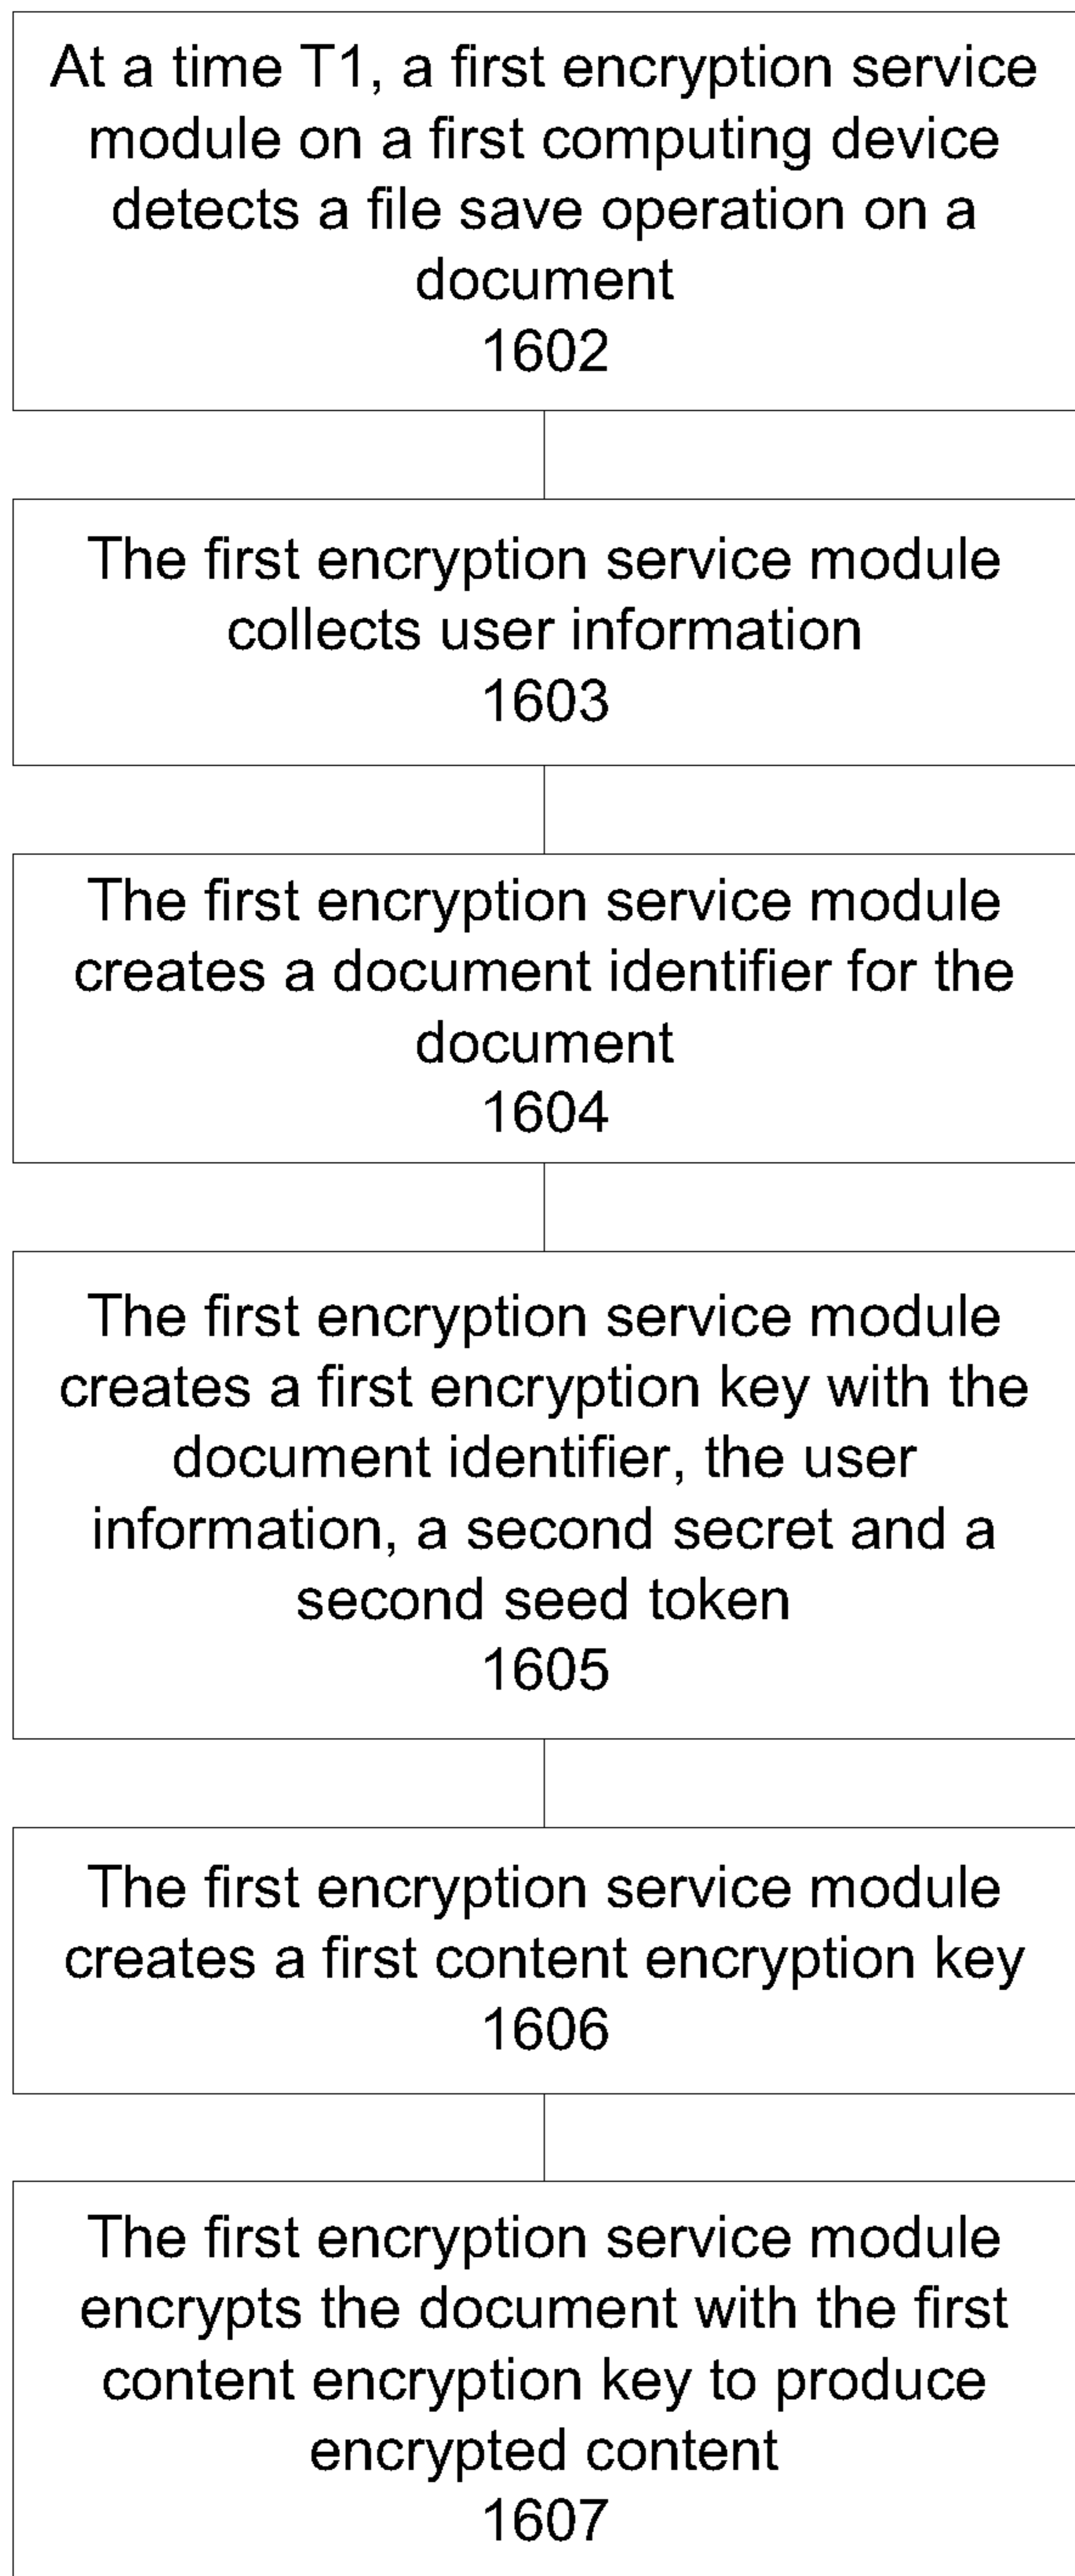 At a time T1, a first encryption service
module on a first computing device
detects a file save operation on a
document
1602
The first encryption service module
collects user information
1603
The first encryption service module
creates a document identifier for the
document
1604
The first encryption service module
creates a first encryption key with the
document identifier, the user
information, a second secret and a
second seed token
1605
The first encryption service module
creates a first content encryption key
1606
The first encryption service module
encrypts the document with the first
content encryption key to produce
encrypted content
1607